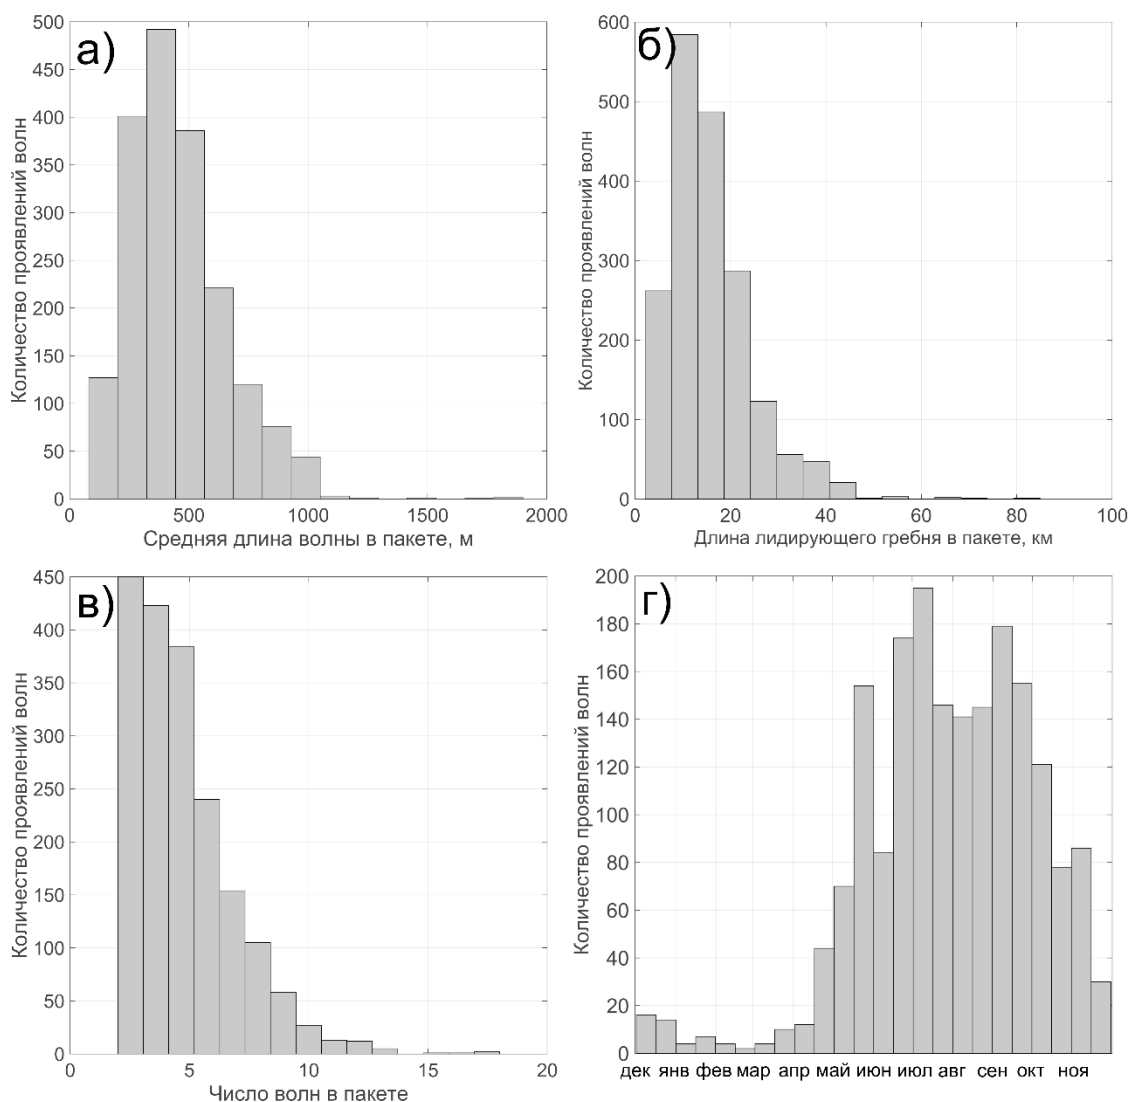 а)
Количество проявлений волн
500
450
400
350
300
250
200
150
100
50
0
0 500 1000 1500 2000
Средняя длина волны в пакете, м
б)
Количество проявлений волн
600
500
400
300
200
100
0
0 20 40 60 80 100
Длина лидирующего гребня в пакете, км
в)
Количество проявлений волн
450
400
350
300
250
200
150
100
50
0
0 5 10 15 20
Число волн в пакете
г)
Количество проявлений волн
200
180
160
140
120
100
80
60
40
20
0
дек янв фев мар апр май июн июл авг сен окт ноя